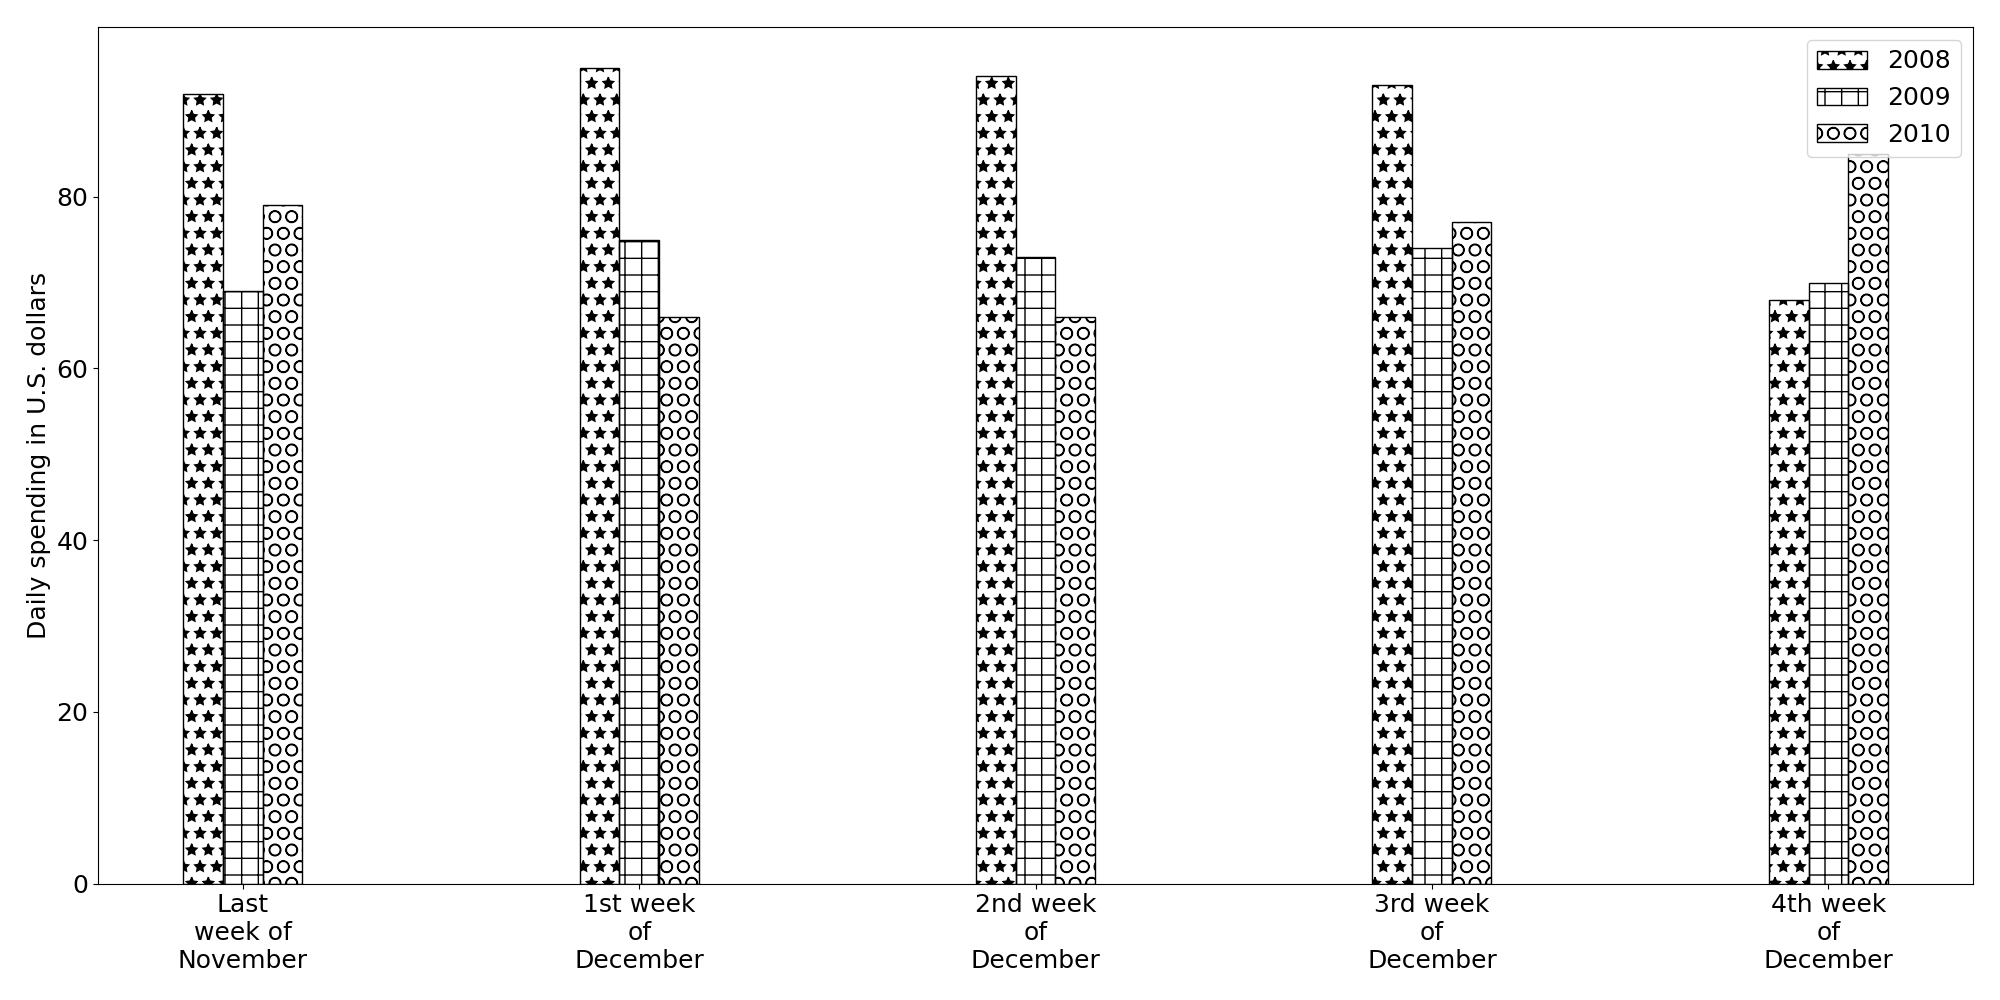 2008
2009
2010
Daily spending in U.S. dollars
80
60
40
20
0
Last
week of
November
1st week
of
December
2nd week
of
December
3rd week
of
December
4th week
of
December